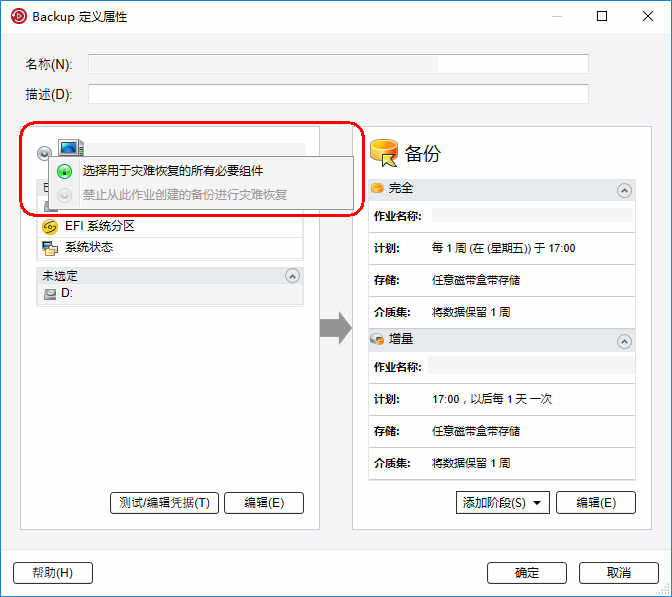 Backup 定义属性
名称(N):
描述(D):
选择用于灾难恢复的所有必要组件
禁止从此作业创建的备份进行灾难恢复
EFI 系统分区
系统状态
未选定
D:
测试/编辑凭据(T)
编辑(E)
备份
完全
作业名称:
计划: 每 1 周 (在 (星期五)) 于 17:00
存储: 任意磁带盒带存储
介质集: 将数据保留 1 周
增量
作业名称:
计划: 17:00，以后每 1 天 一次
存储: 任意磁带盒带存储
介质集: 将数据保留 1 周
添加阶段(S)
编辑(E)
帮助(H)
确定
取消